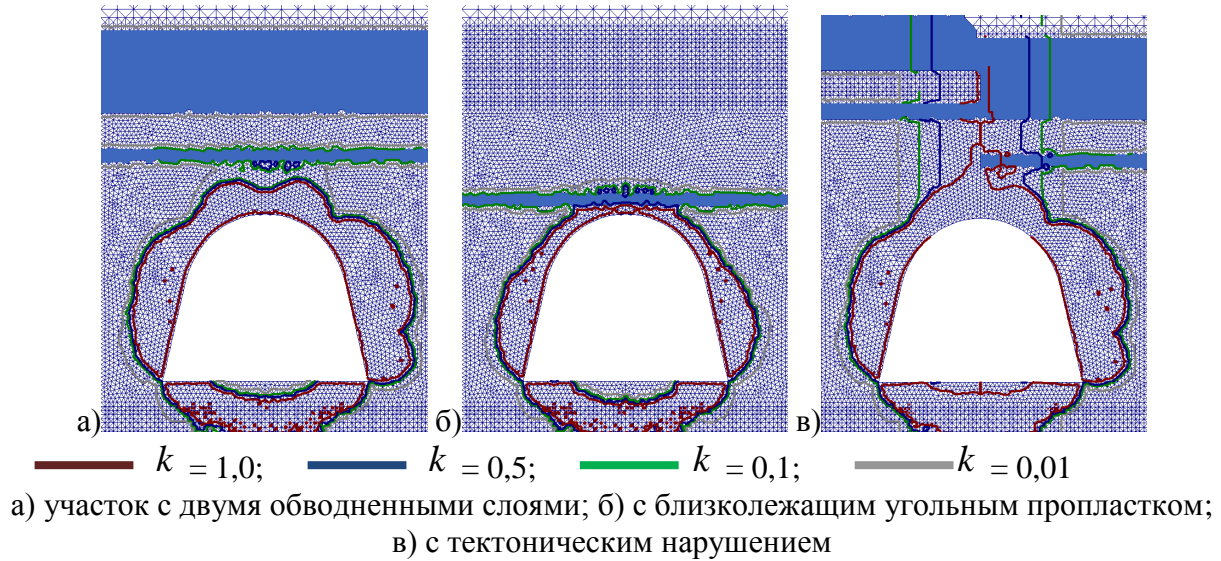 а) б) в)
k = 1,0; k = 0,5; k = 0,1; k = 0,01
а) участок с двумя обводненными слоями; б) с близколежащим угольным пропластком;
в) с тектоническим нарушением